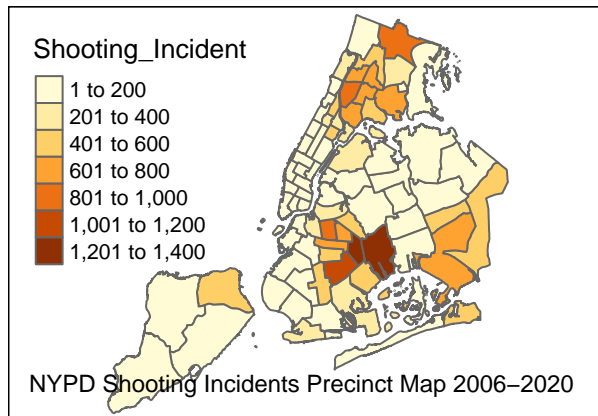 Shooting_Incident
1 to 200
201 to 400
401 to 600
601 to 800
801 to 1,000
1,001 to 1,200
1,201 to 1,400
NYPD Shooting Incidents Precinct Map 2006–2020